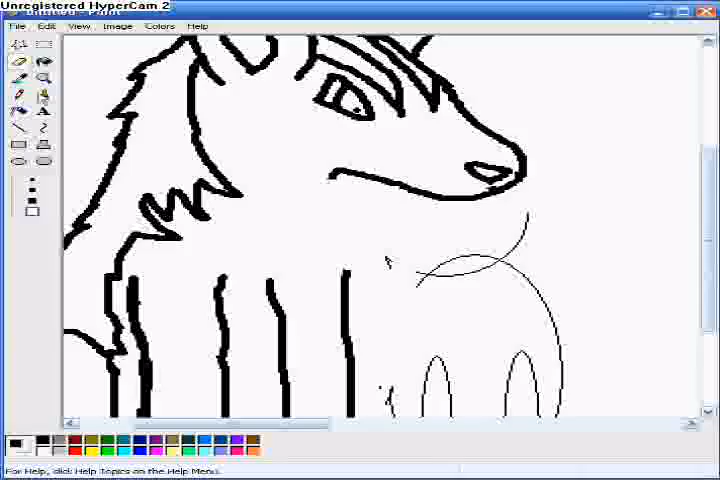 Unregistered HyperCam 2
File Edit View Image Colors Help
A
For Help, click Help Topics on the Help Menu.